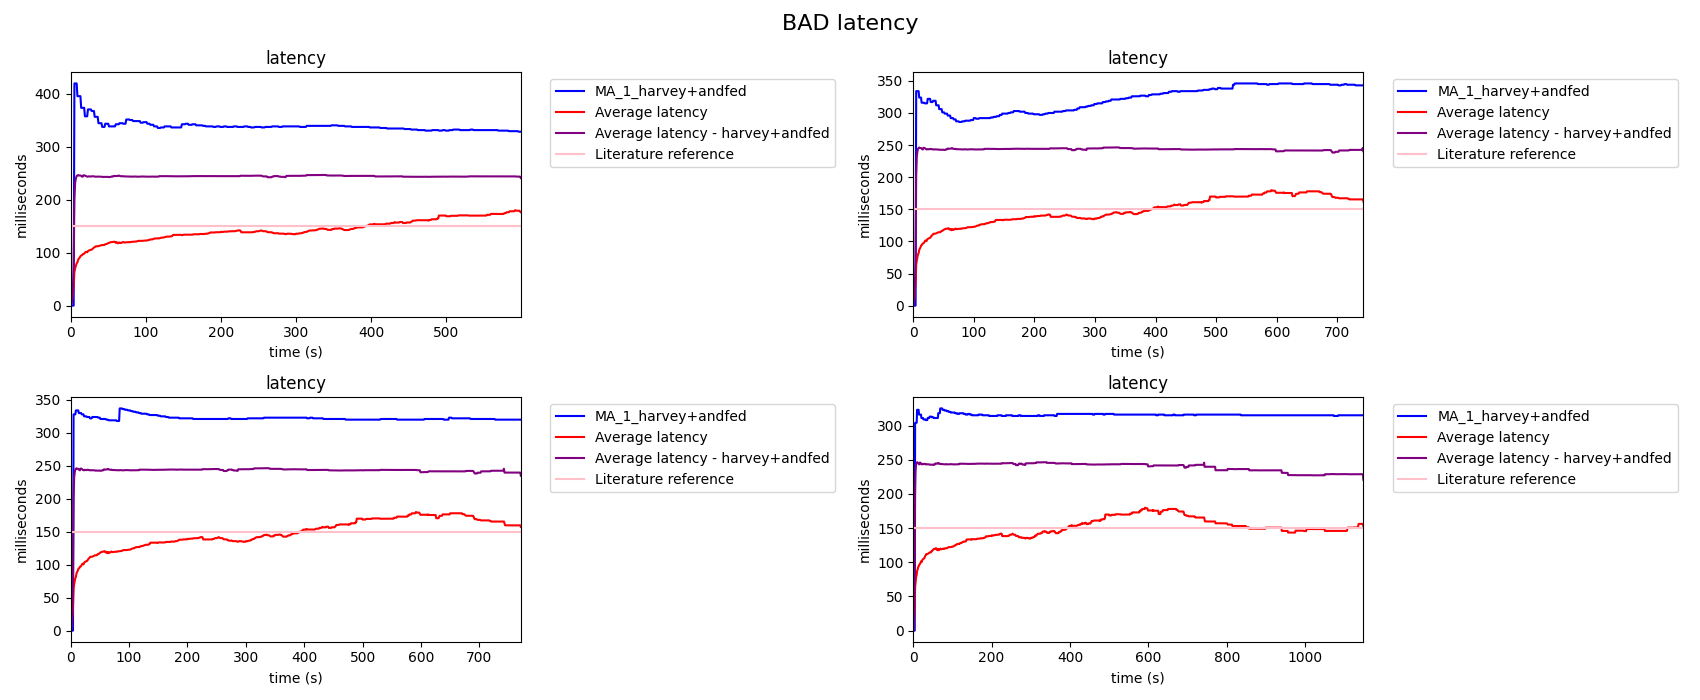 BAD latency
latency
400
300
200
100
0
milliseconds
0 100 200 300 400 500
time (s)
MA_1_harvey+andfed
Average latency
Average latency - harvey+andfed
Literature reference
latency
350
300
250
200
150
100
50
0
milliseconds
0 100 200 300 400 500 600 700
time (s)
MA_1_harvey+andfed
Average latency
Average latency - harvey+andfed
Literature reference
latency
350
300
250
200
150
100
50
0
milliseconds
0 100 200 300 400 500 600 700
time (s)
MA_1_harvey+andfed
Average latency
Average latency - harvey+andfed
Literature reference
latency
300
250
200
150
100
50
0
milliseconds
0 200 400 600 800 1000
time (s)
MA_1_harvey+andfed
Average latency
Average latency - harvey+andfed
Literature reference